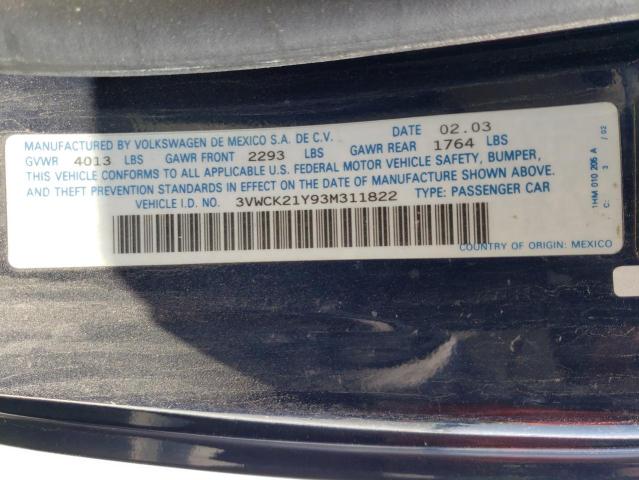 MANUFACTURED BY VOLKSWAGEN DE MEXICO S.A. DE C.V. DATE 02.03
GVWR 4013 LBS GAWR FRONT 2293 LBS GAWR REAR 1764 LBS
THIS VEHICLE CONFORMS TO ALL APPLICABLE U.S. FEDERAL MOTOR VEHICLE SAFETY, BUMPER,
AND THEFT PREVENTION STANDARDS IN EFFECT ON THE DATE OF MANUFACTURE SHOWN ABOVE.
VEHICLE I.D. NO. 3VWCK21Y93M311822 TYPE: PASSENGER CAR
COUNTRY OF ORIGIN: MEXICO
1HM 010 206 A
C: 3 / 02